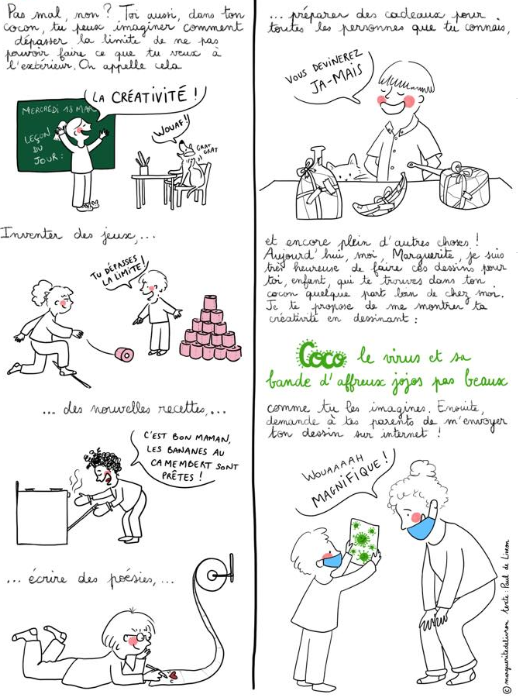 Pas mal, non ? Toi aussi, dans ton
cocon, tu peux imaginer comment
dépasser la limite de ne pas
pouvoir faire ce que tu veux à
l'extérieur. On appelle cela
LA CRÉATIVITÉ !
MERCREDI 18 MAR
LEÇON
DU
JOUR :
WOUAF !!
GRAT
GRAT
Inventer des jeux,...
TU DÉPASSES
LA LIMITE !
... des nouvelles recettes,...
C'EST BON MAMAN,
LES BANANES AU
CAMEMBERT SONT
PRÊTES !
... écrire des poésies,...
... préparer des cadeaux pour
toutes les personnes que tu connais,
VOUS DEVINEREZ
JA-MAIS
et encore plein d'autres choses !
Aujourd'hui, moi, Marguerite, je suis
très heureuse de faire ces dessins pour
toi, enfant, qui te trouves dans ton
cocon quelque part loin de chez moi.
Je te propose de me montrer ta
créativité en dessinant :
Coco le virus et sa
bande d'affreux jojos pas beaux
comme tu les imagines. Ensuite,
demande à tes parents de m'envoyer
ton dessin sur internet !
WOUAAAAH
MAGNIFIQUE !
©margueritedelivron texte : Paul de Livron